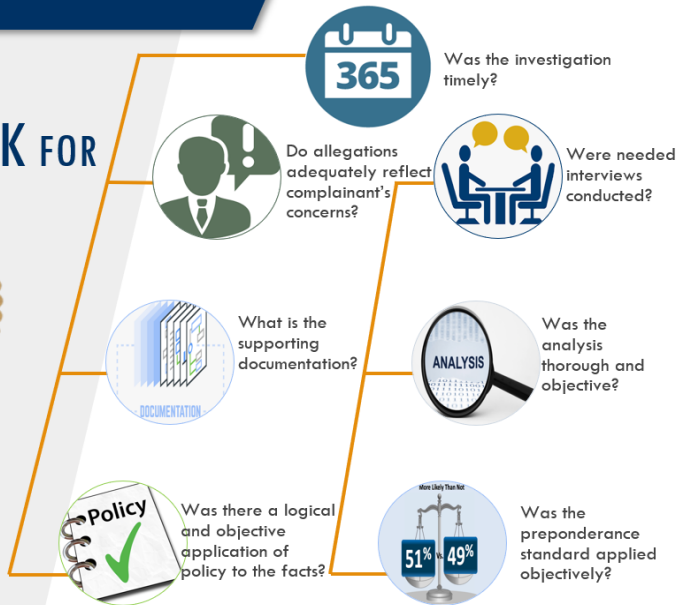 K FOR
365
Was the investigation
timely?
Do allegations
adequately reflect
complainant's
concerns?
Were needed
interviews
conducted?
DOCUMENTATION
What is the
supporting
documentation?
ANALYSIS
Was the
analysis
thorough and
objective?
Policy
Was there a logical
and objective
application of
policy to the facts?
More Likely Than Not
51% Vs. 49%
Was the
preponderance
standard applied
objectively?